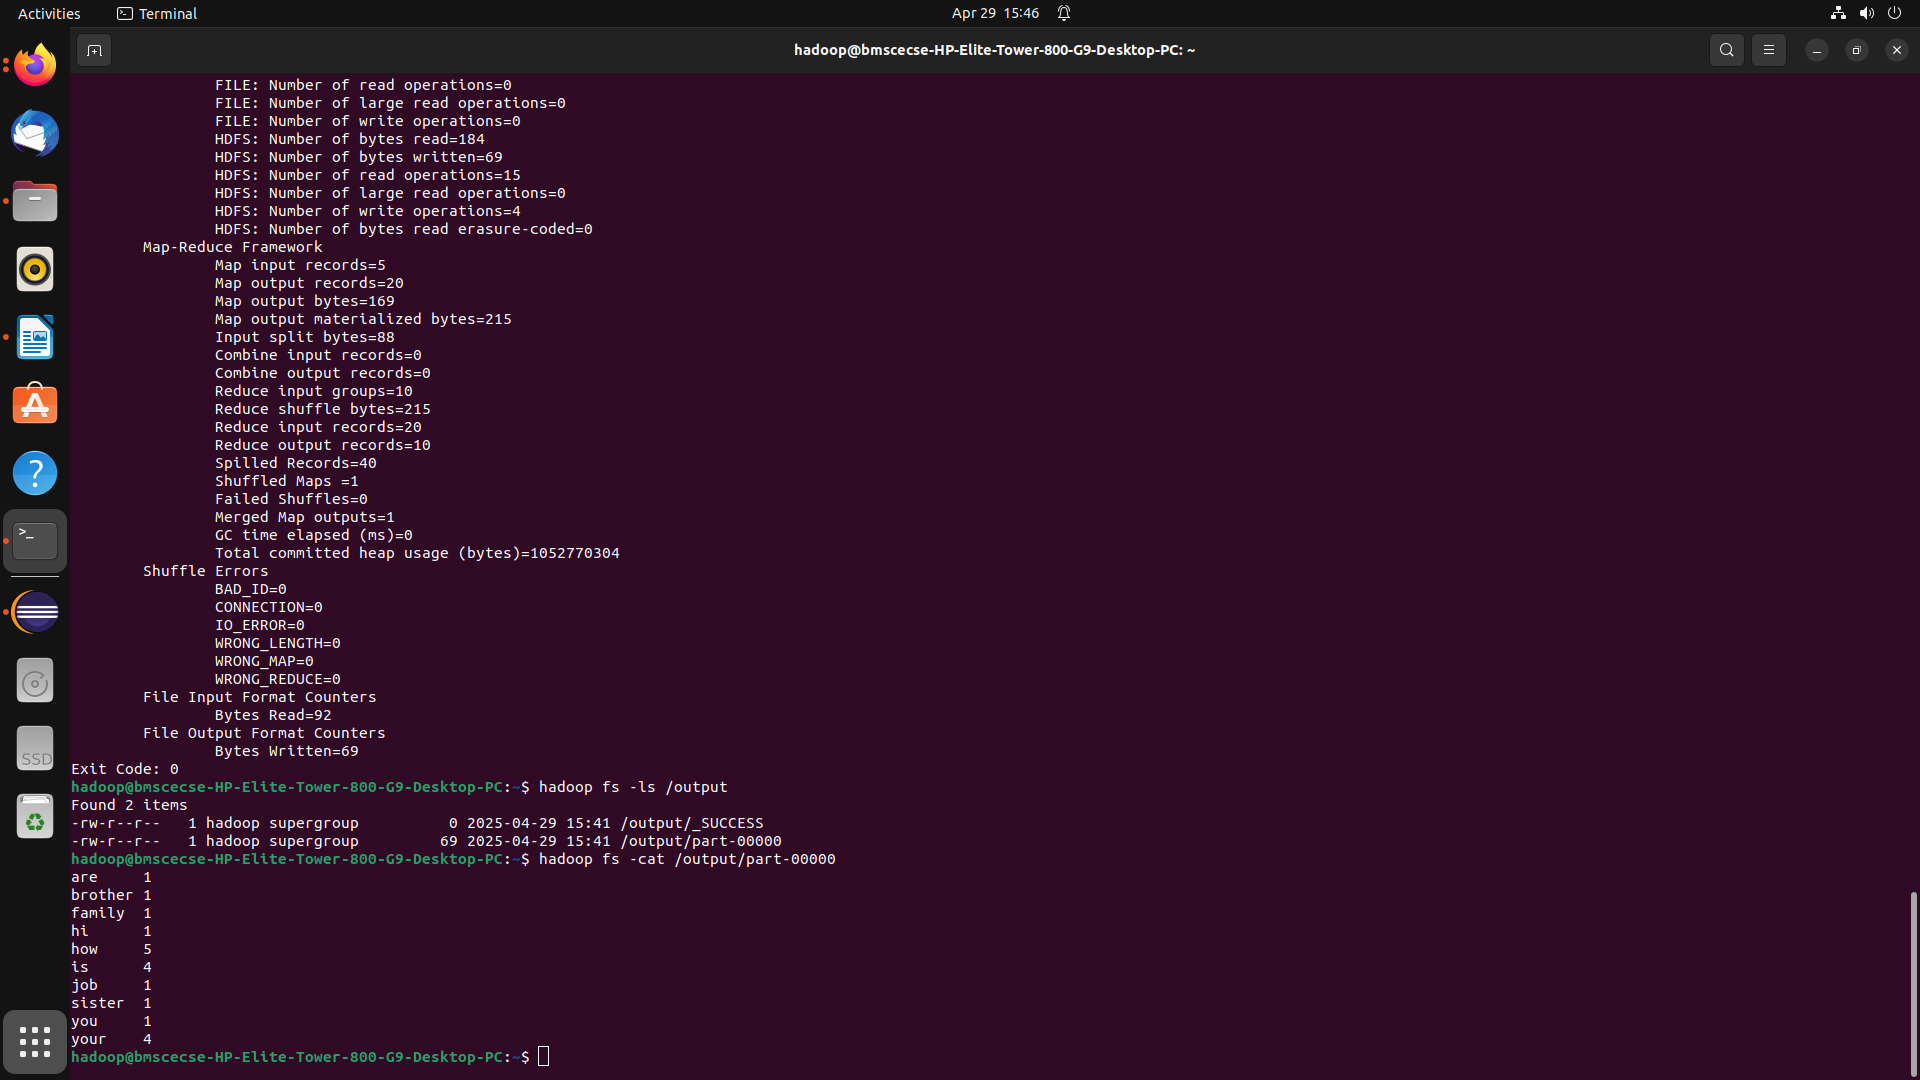 Activities Terminal Apr 29 15:46
hadoop@bmscecse-HP-Elite-Tower-800-G9-Desktop-PC: ~
FILE: Number of read operations=0
FILE: Number of large read operations=0
FILE: Number of write operations=0
HDFS: Number of bytes read=184
HDFS: Number of bytes written=69
HDFS: Number of read operations=15
HDFS: Number of large read operations=0
HDFS: Number of write operations=4
HDFS: Number of bytes read erasure-coded=0
Map-Reduce Framework
Map input records=5
Map output records=20
Map output bytes=169
Map output materialized bytes=215
Input split bytes=88
Combine input records=0
Combine output records=0
Reduce input groups=10
Reduce shuffle bytes=215
Reduce input records=20
Reduce output records=10
Spilled Records=40
Shuffled Maps =1
Failed Shuffles=0
Merged Map outputs=1
GC time elapsed (ms)=0
Total committed heap usage (bytes)=1052770304
Shuffle Errors
BAD_ID=0
CONNECTION=0
IO_ERROR=0
WRONG_LENGTH=0
WRONG_MAP=0
WRONG_REDUCE=0
File Input Format Counters
Bytes Read=92
File Output Format Counters
Bytes Written=69
Exit Code: 0
hadoop@bmscecse-HP-Elite-Tower-800-G9-Desktop-PC:~$ hadoop fs -ls /output
Found 2 items
-rw-r--r--   1 hadoop supergroup          0 2025-04-29 15:41 /output/_SUCCESS
-rw-r--r--   1 hadoop supergroup         69 2025-04-29 15:41 /output/part-00000
hadoop@bmscecse-HP-Elite-Tower-800-G9-Desktop-PC:~$ hadoop fs -cat /output/part-00000
are 1
brother 1
family 1
hi 1
how 5
is 4
job 1
sister 1
you 1
your 4
hadoop@bmscecse-HP-Elite-Tower-800-G9-Desktop-PC:~$
SSD